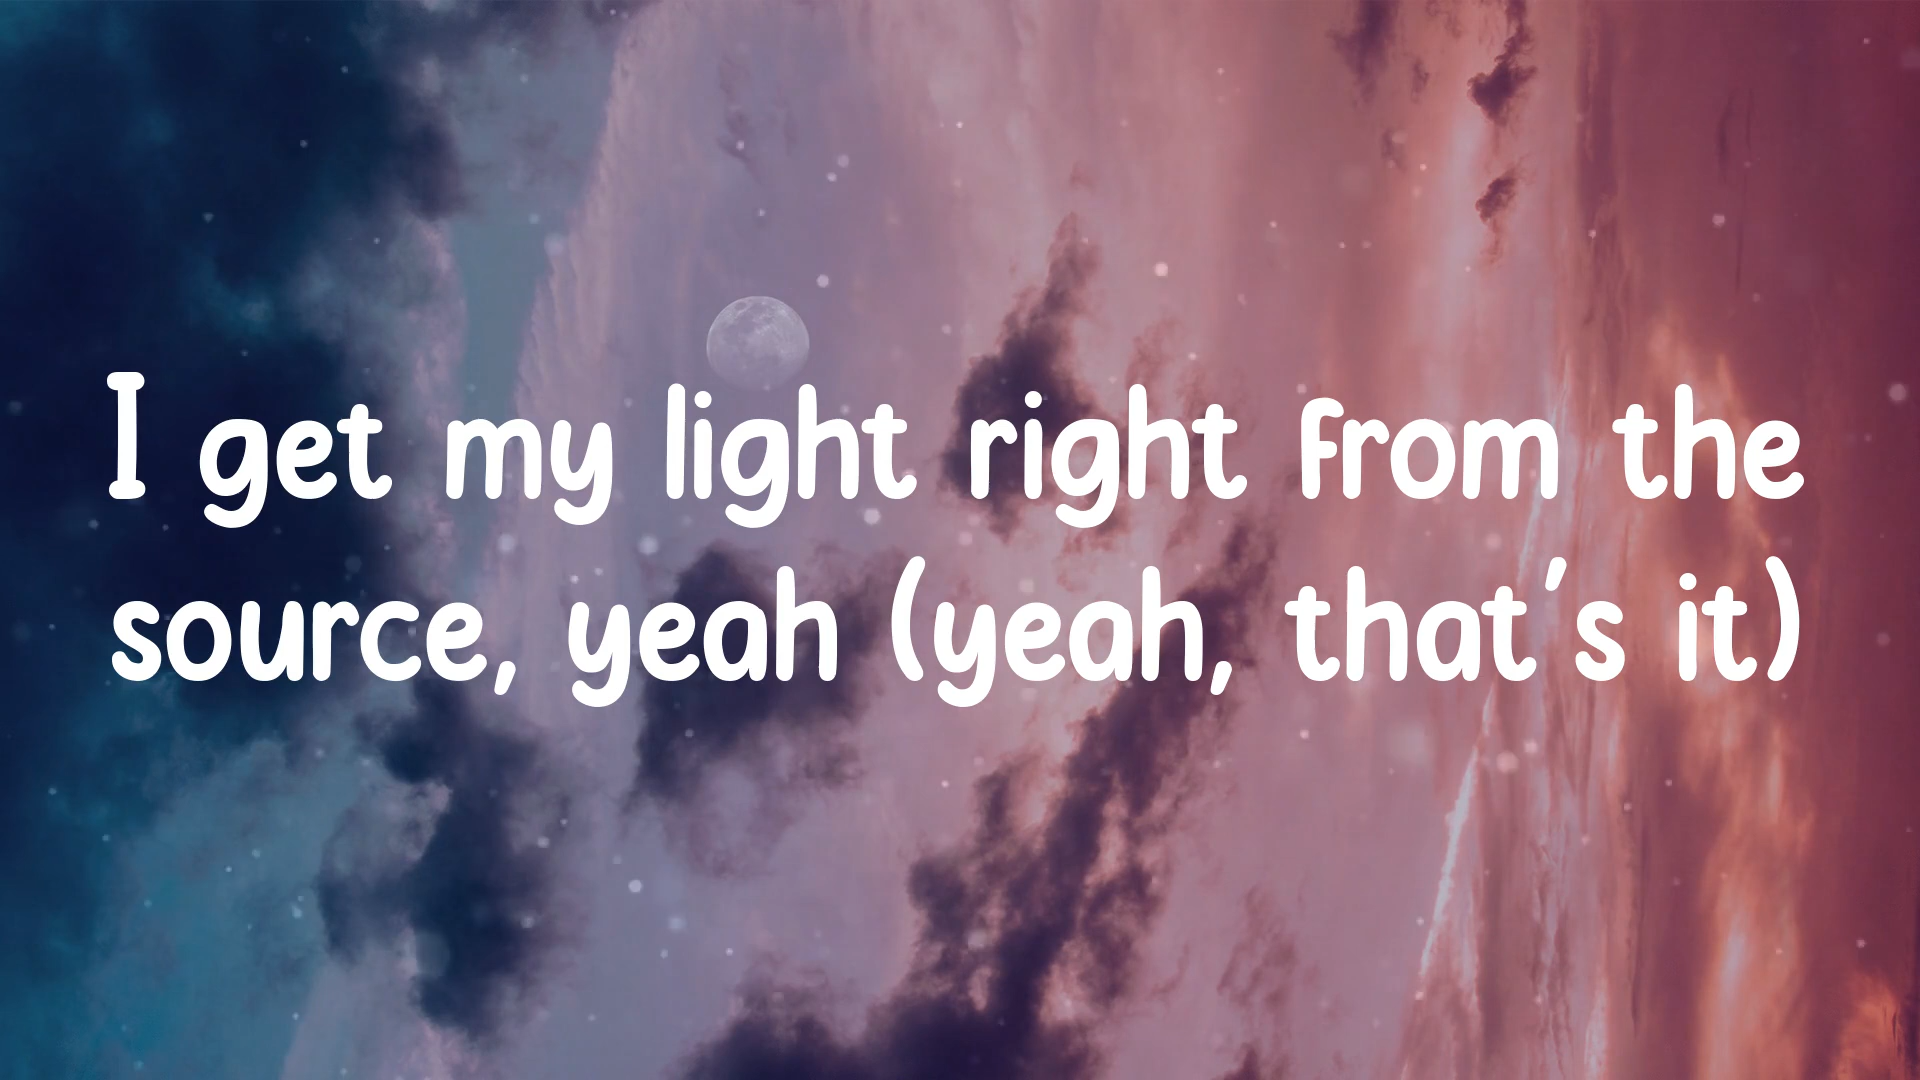 I get my light right from the
source, yeah (yeah, that's it)